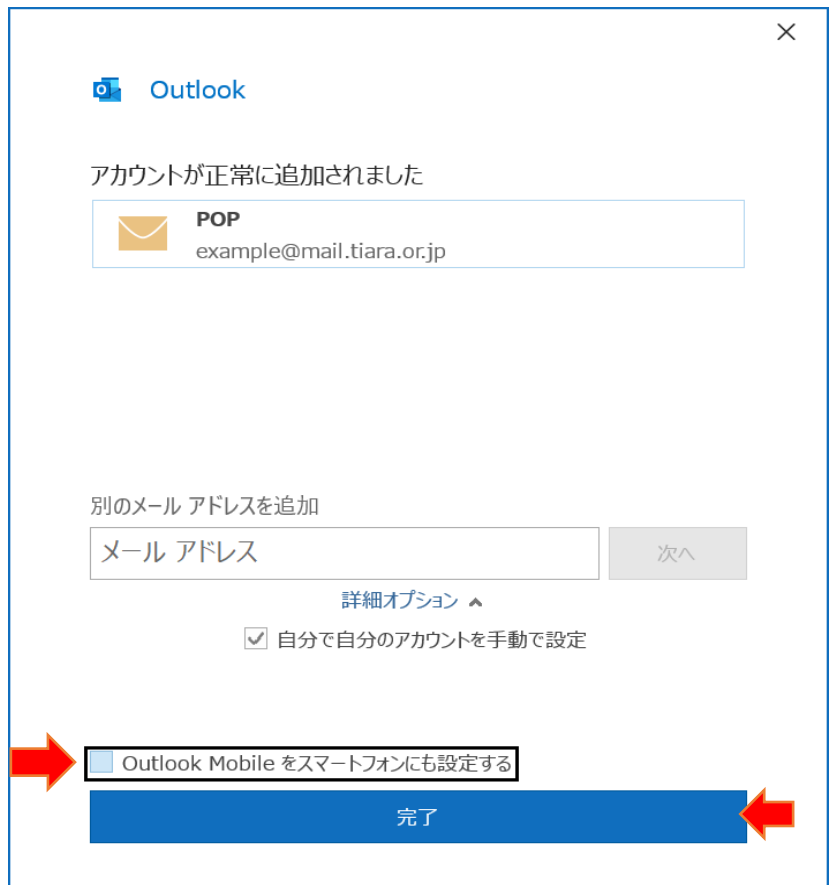 Outlook
アカウントが正常に追加されました
POP
example@mail.tiara.or.jp
別のメール アドレスを追加
メール アドレス
次へ
詳細オプション
自分で自分のアカウントを手動で設定
Outlook Mobile をスマートフォンにも設定する
完了